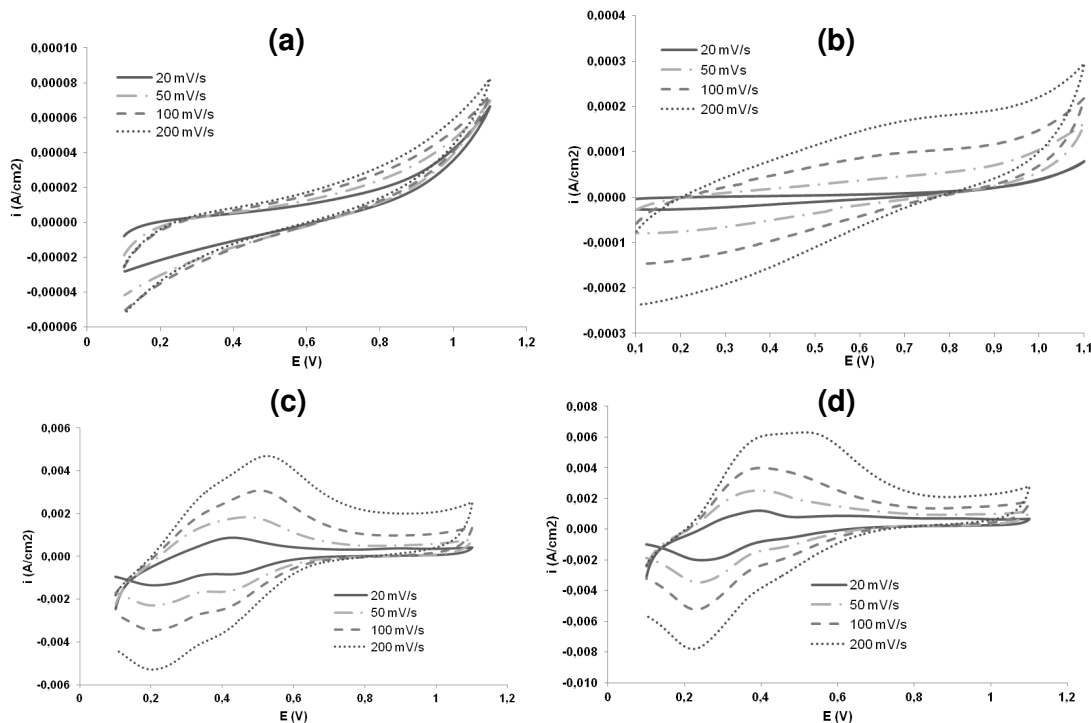 (a)
0,00010
0,00008
0,00006
0,00004
0,00002
0,00000
-0,00002
-0,00004
-0,00006
i (A/cm2)
20 mV/s
50 mV/s
100 mV/s
200 mV/s
0 0,2 0,4 0,6 0,8 1 1,2
E (V)
(b)
0,0004
0,0003
0,0002
0,0001
0,0000
-0,0001
-0,0002
-0,0003
i (A/cm2)
20 mV/s
50 mVs
100 mV/s
200 mV/s
0,1 0,2 0,3 0,4 0,5 0,6 0,7 0,8 0,9 1,0 1,1
E (V)
(c)
0,006
0,004
0,002
0,000
-0,002
-0,004
-0,006
i (A/cm2)
20 mV/s
50 mV/s
100 mV/s
200 mV/s
0 0,2 0,4 0,6 0,8 1 1,2
E (V)
(d)
0,008
0,006
0,004
0,002
0,000
-0,002
-0,004
-0,006
-0,008
-0,010
i (A/cm2)
20 mV/s
50 mV/s
100 mV/s
200 mV/s
0 0,2 0,4 0,6 0,8 1 1,2
E (V)